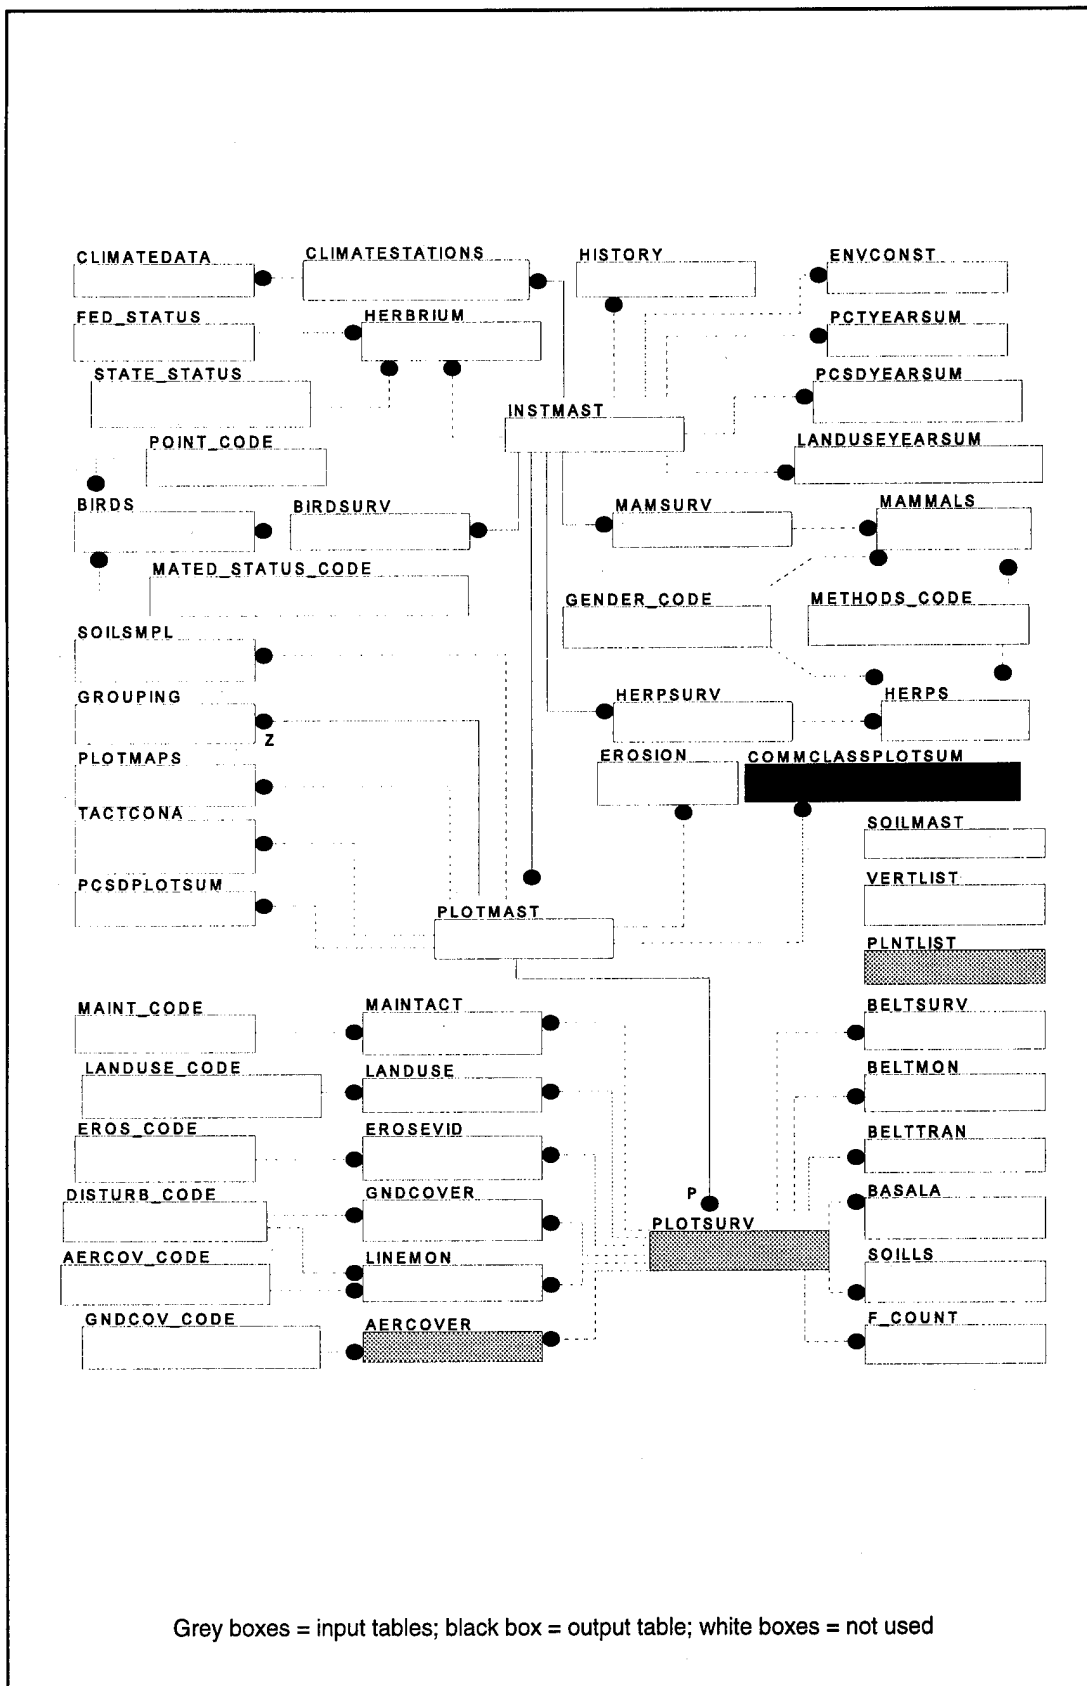 CLIMATEDATA
CLIMATESTATIONS
HISTORY
ENVCONST
FED_STATUS
HERBRIUM
PCTYEARSUM
STATE_STATUS
PCSDYEARSUM
INSTMAST
POINT_CODE
LANDUSEYEARSUM
BIRDS
BIRDSURV
MAMSURV
MAMMALS
MATED_STATUS_CODE
GENDER_CODE
METHODS_CODE
SOILSMPL
GROUPING
Z
HERPSURV
HERPS
PLOTMAPS
EROSION
COMMCLASSPLOTSUM
TACTCONA
SOILMAST
PCSDPLOTSUM
VERTLIST
PLOTMAST
PLNTLIST
MAINT_CODE
MAINTACT
BELTSURV
LANDUSE_CODE
LANDUSE
BELTMON
EROS_CODE
EROSEVID
BELTTRAN
DISTURB_CODE
GNDCOVER
P
BASALA
PLOTSURV
AERCOV_CODE
LINEMON
SOILLS
GNDCOV_CODE
AERCOVER
F_COUNT
Grey boxes = input tables; black box = output table; white boxes = not used